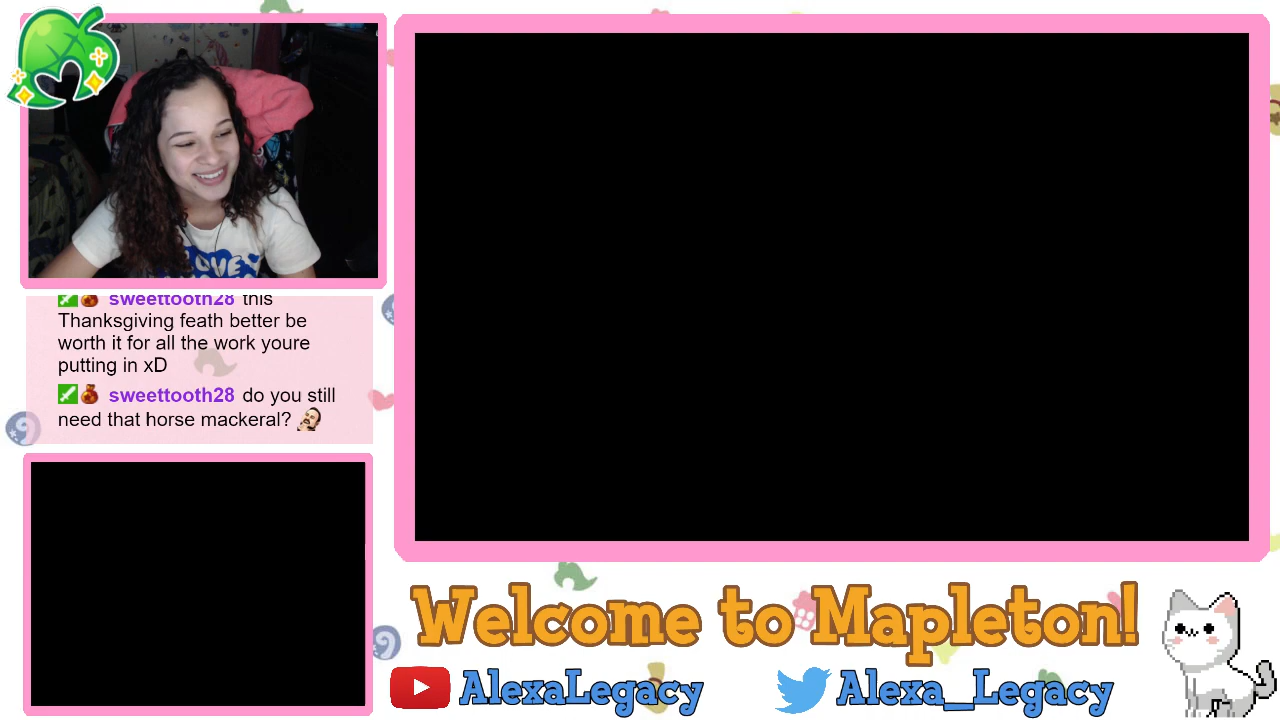 sweettooth28 this
Thanksgiving feath better be
worth it for all the work youre
putting in xD
sweettooth28 do you still
need that horse mackeral?
LOVE
Welcome to Mapleton!
AlexaLegacy
Alexa_Legacy